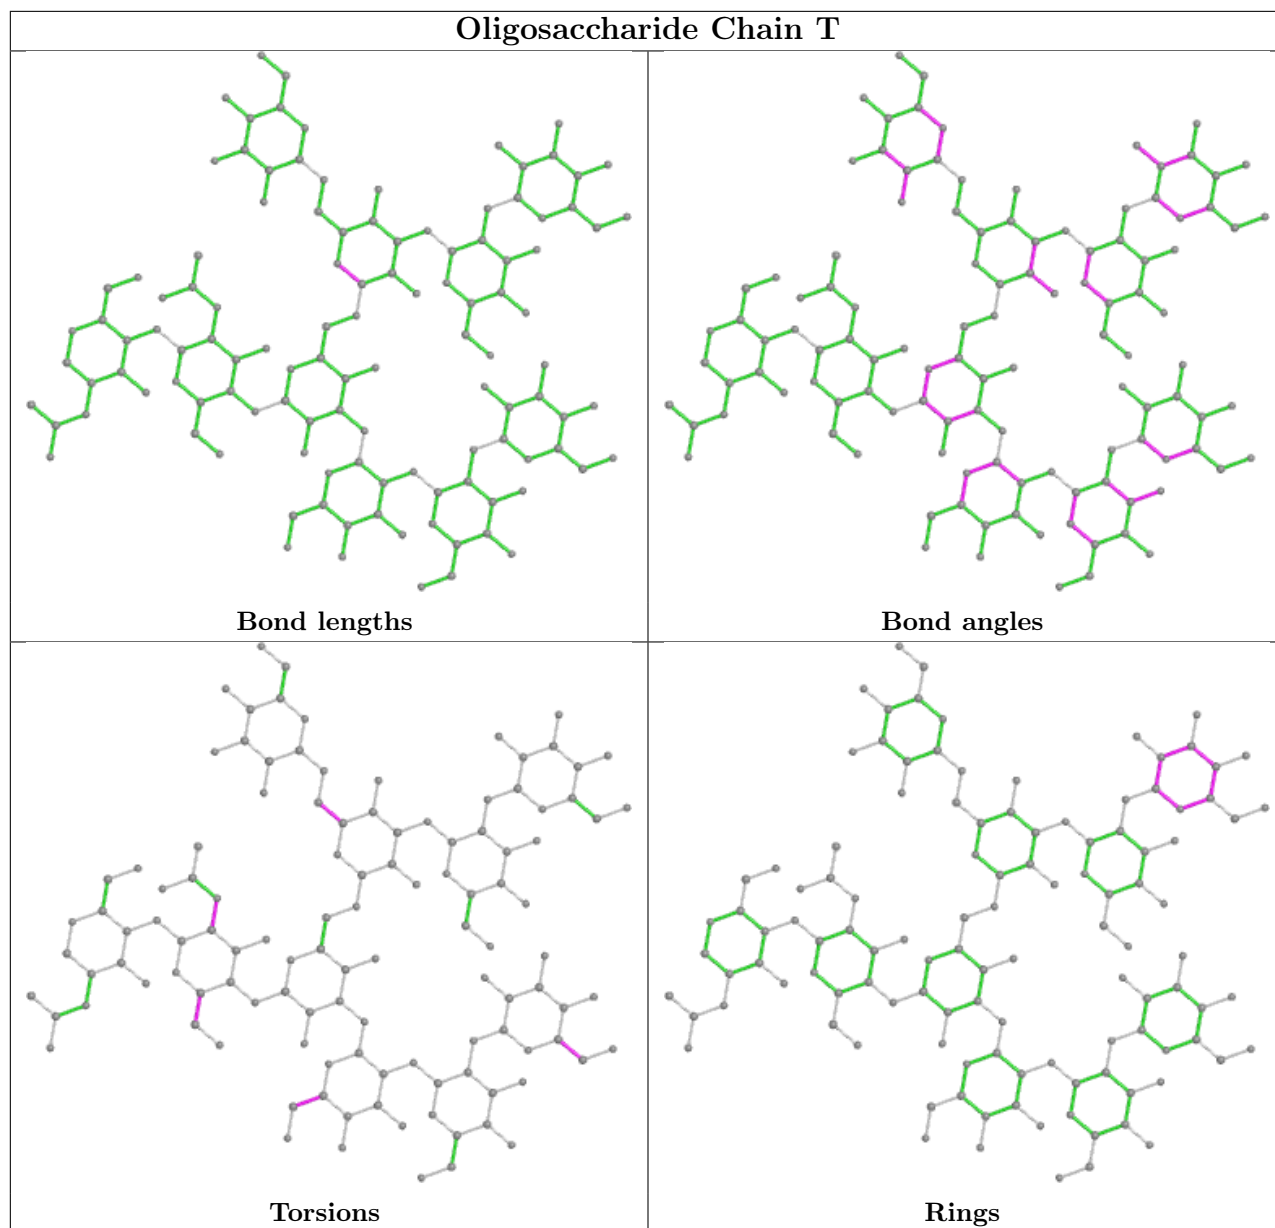 Oligosaccharide Chain T
Bond lengths
Bond angles
Torsions
Rings